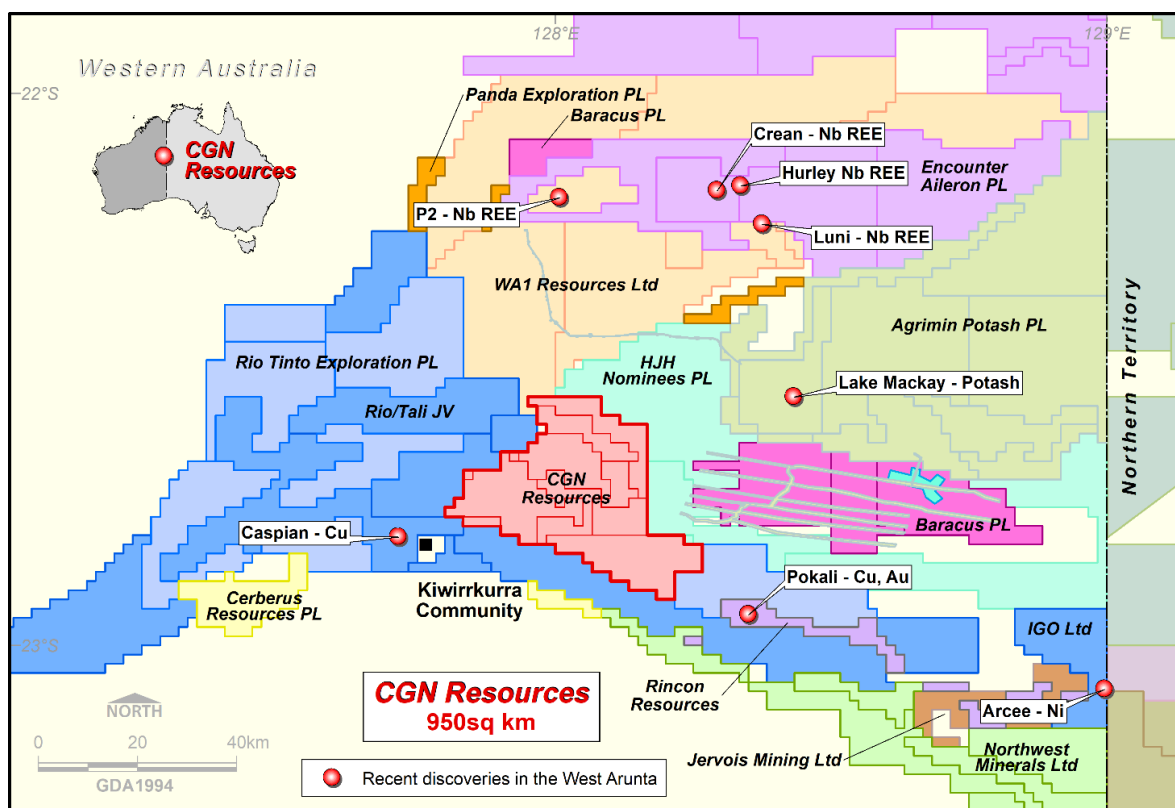 128°E
129°E
Western Australia
22°S
Panda Exploration PL
Baracus PL
CGN
Resources
Crean - Nb REE
Hurley Nb REE
Encounter
Aileron PL
P2 - Nb REE
Luni - Nb REE
WA1 Resources Ltd
Northern Territory
Agrimin Potash PL
Rio Tinto Exploration PL
HJH
Nominees PL
Lake Mackay - Potash
Rio/Tali JV
CGN
Resources
Baracus PL
Caspian - Cu
Kiwirrkurra
Community
Cerberus
Resources PL
Pokali - Cu, Au
IGO Ltd
23°S
CGN Resources
950sq km
Rincon
Resources
Arcee - Ni
NORTH
0 20 40km
GDA1994
Jervois Mining Ltd
Northwest
Minerals Ltd
Recent discoveries in the West Arunta